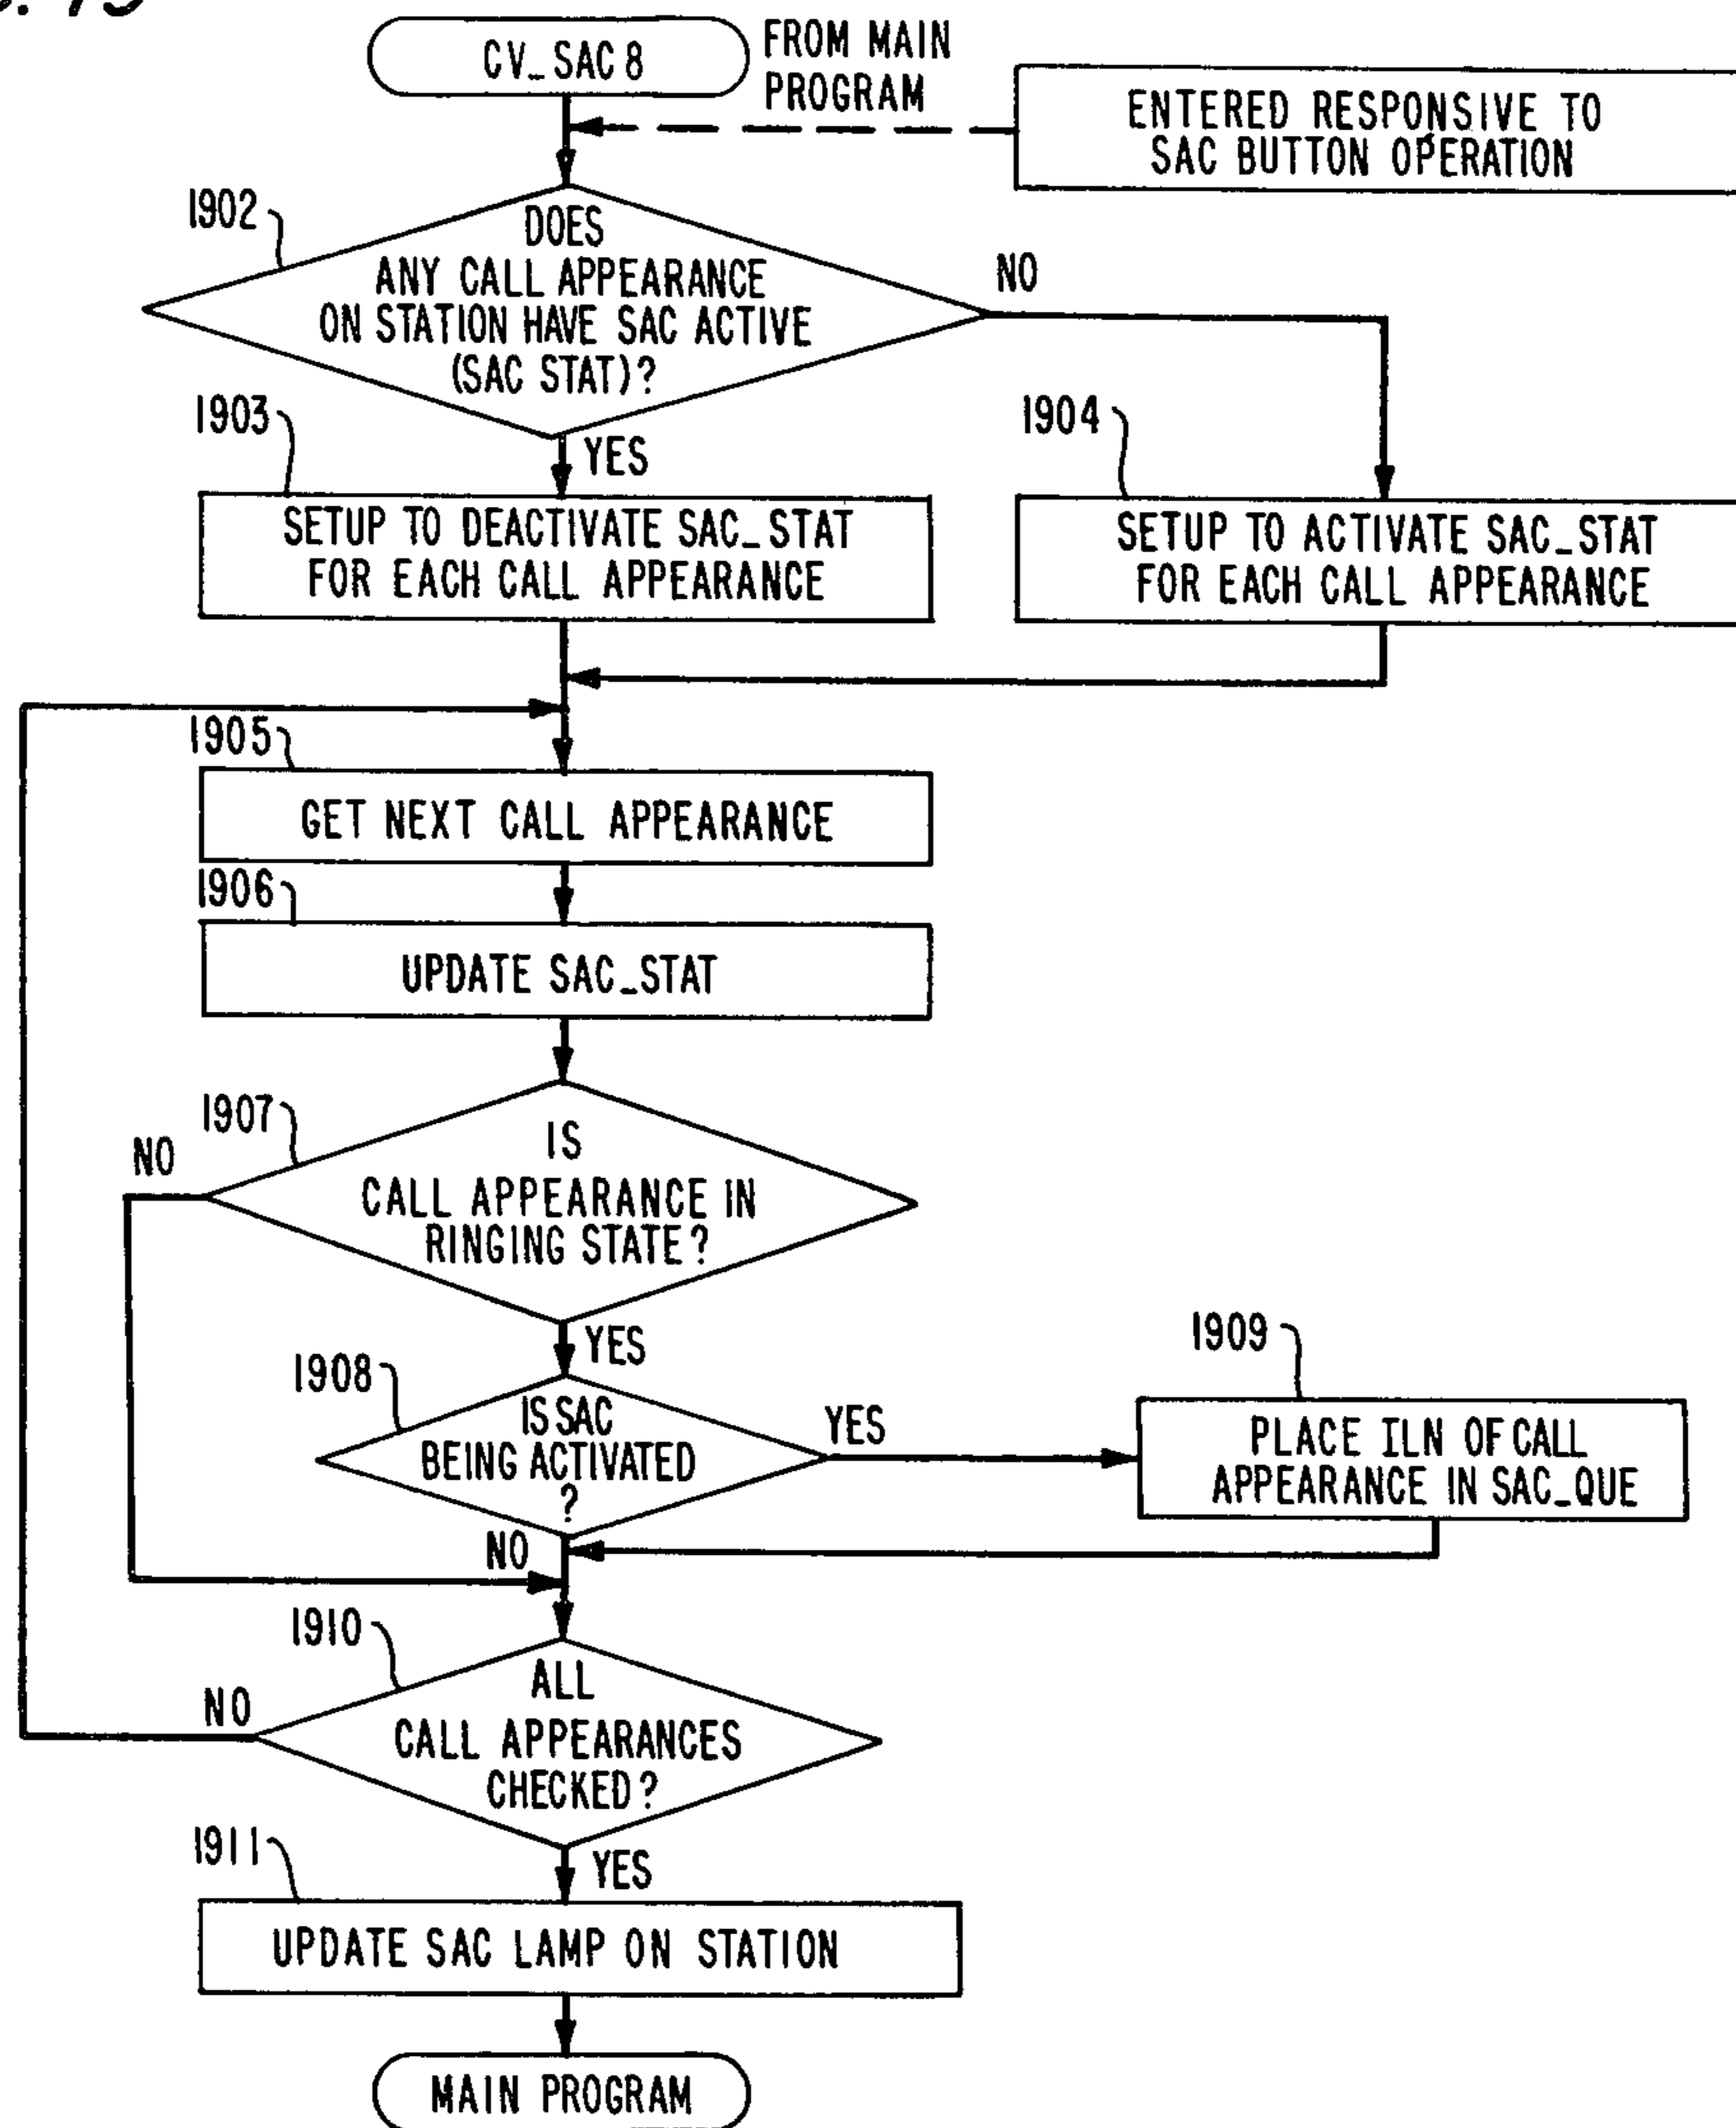 19
CV_SAC 8
FROM MAIN
PROGRAM
ENTERED RESPONSIVE TO
SAC BUTTON OPERATION
1902
DOES
ANY CALL APPEARANCE
ON STATION HAVE SAC ACTIVE
(SAC STAT)?
NO
1903
YES
1904
SETUP TO DEACTIVATE SAC_STAT
FOR EACH CALL APPEARANCE
SETUP TO ACTIVATE SAC_STAT
FOR EACH CALL APPEARANCE
1905
GET NEXT CALL APPEARANCE
1906
UPDATE SAC_STAT
1907
NO
IS
CALL APPEARANCE IN
RINGING STATE?
YES
1908
IS SAC
BEING ACTIVATED
?
YES
1909
PLACE ILN OF CALL
APPEARANCE IN SAC_QUE
NO
1910
NO
ALL
CALL APPEARANCES
CHECKED?
1911
YES
UPDATE SAC LAMP ON STATION
MAIN PROGRAM